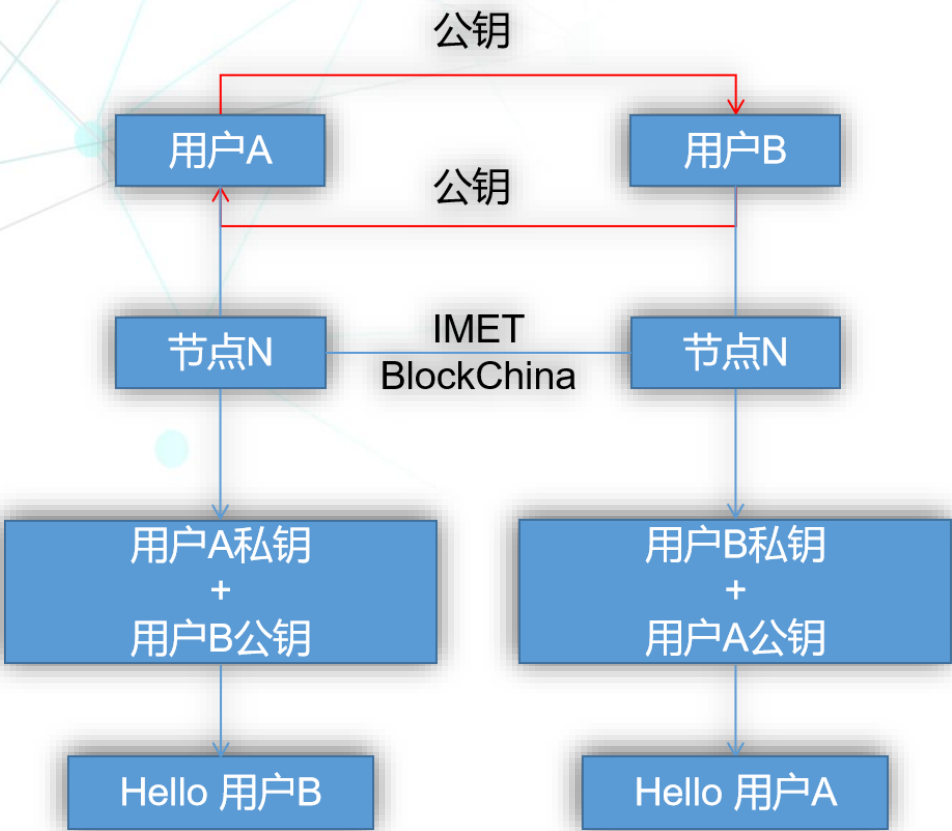 公钥
用户A
用户B
公钥
节点N
IMET
BlockChina
节点N
用户A私钥
+
用户B公钥
用户B私钥
+
用户A公钥
Hello 用户B
Hello 用户A